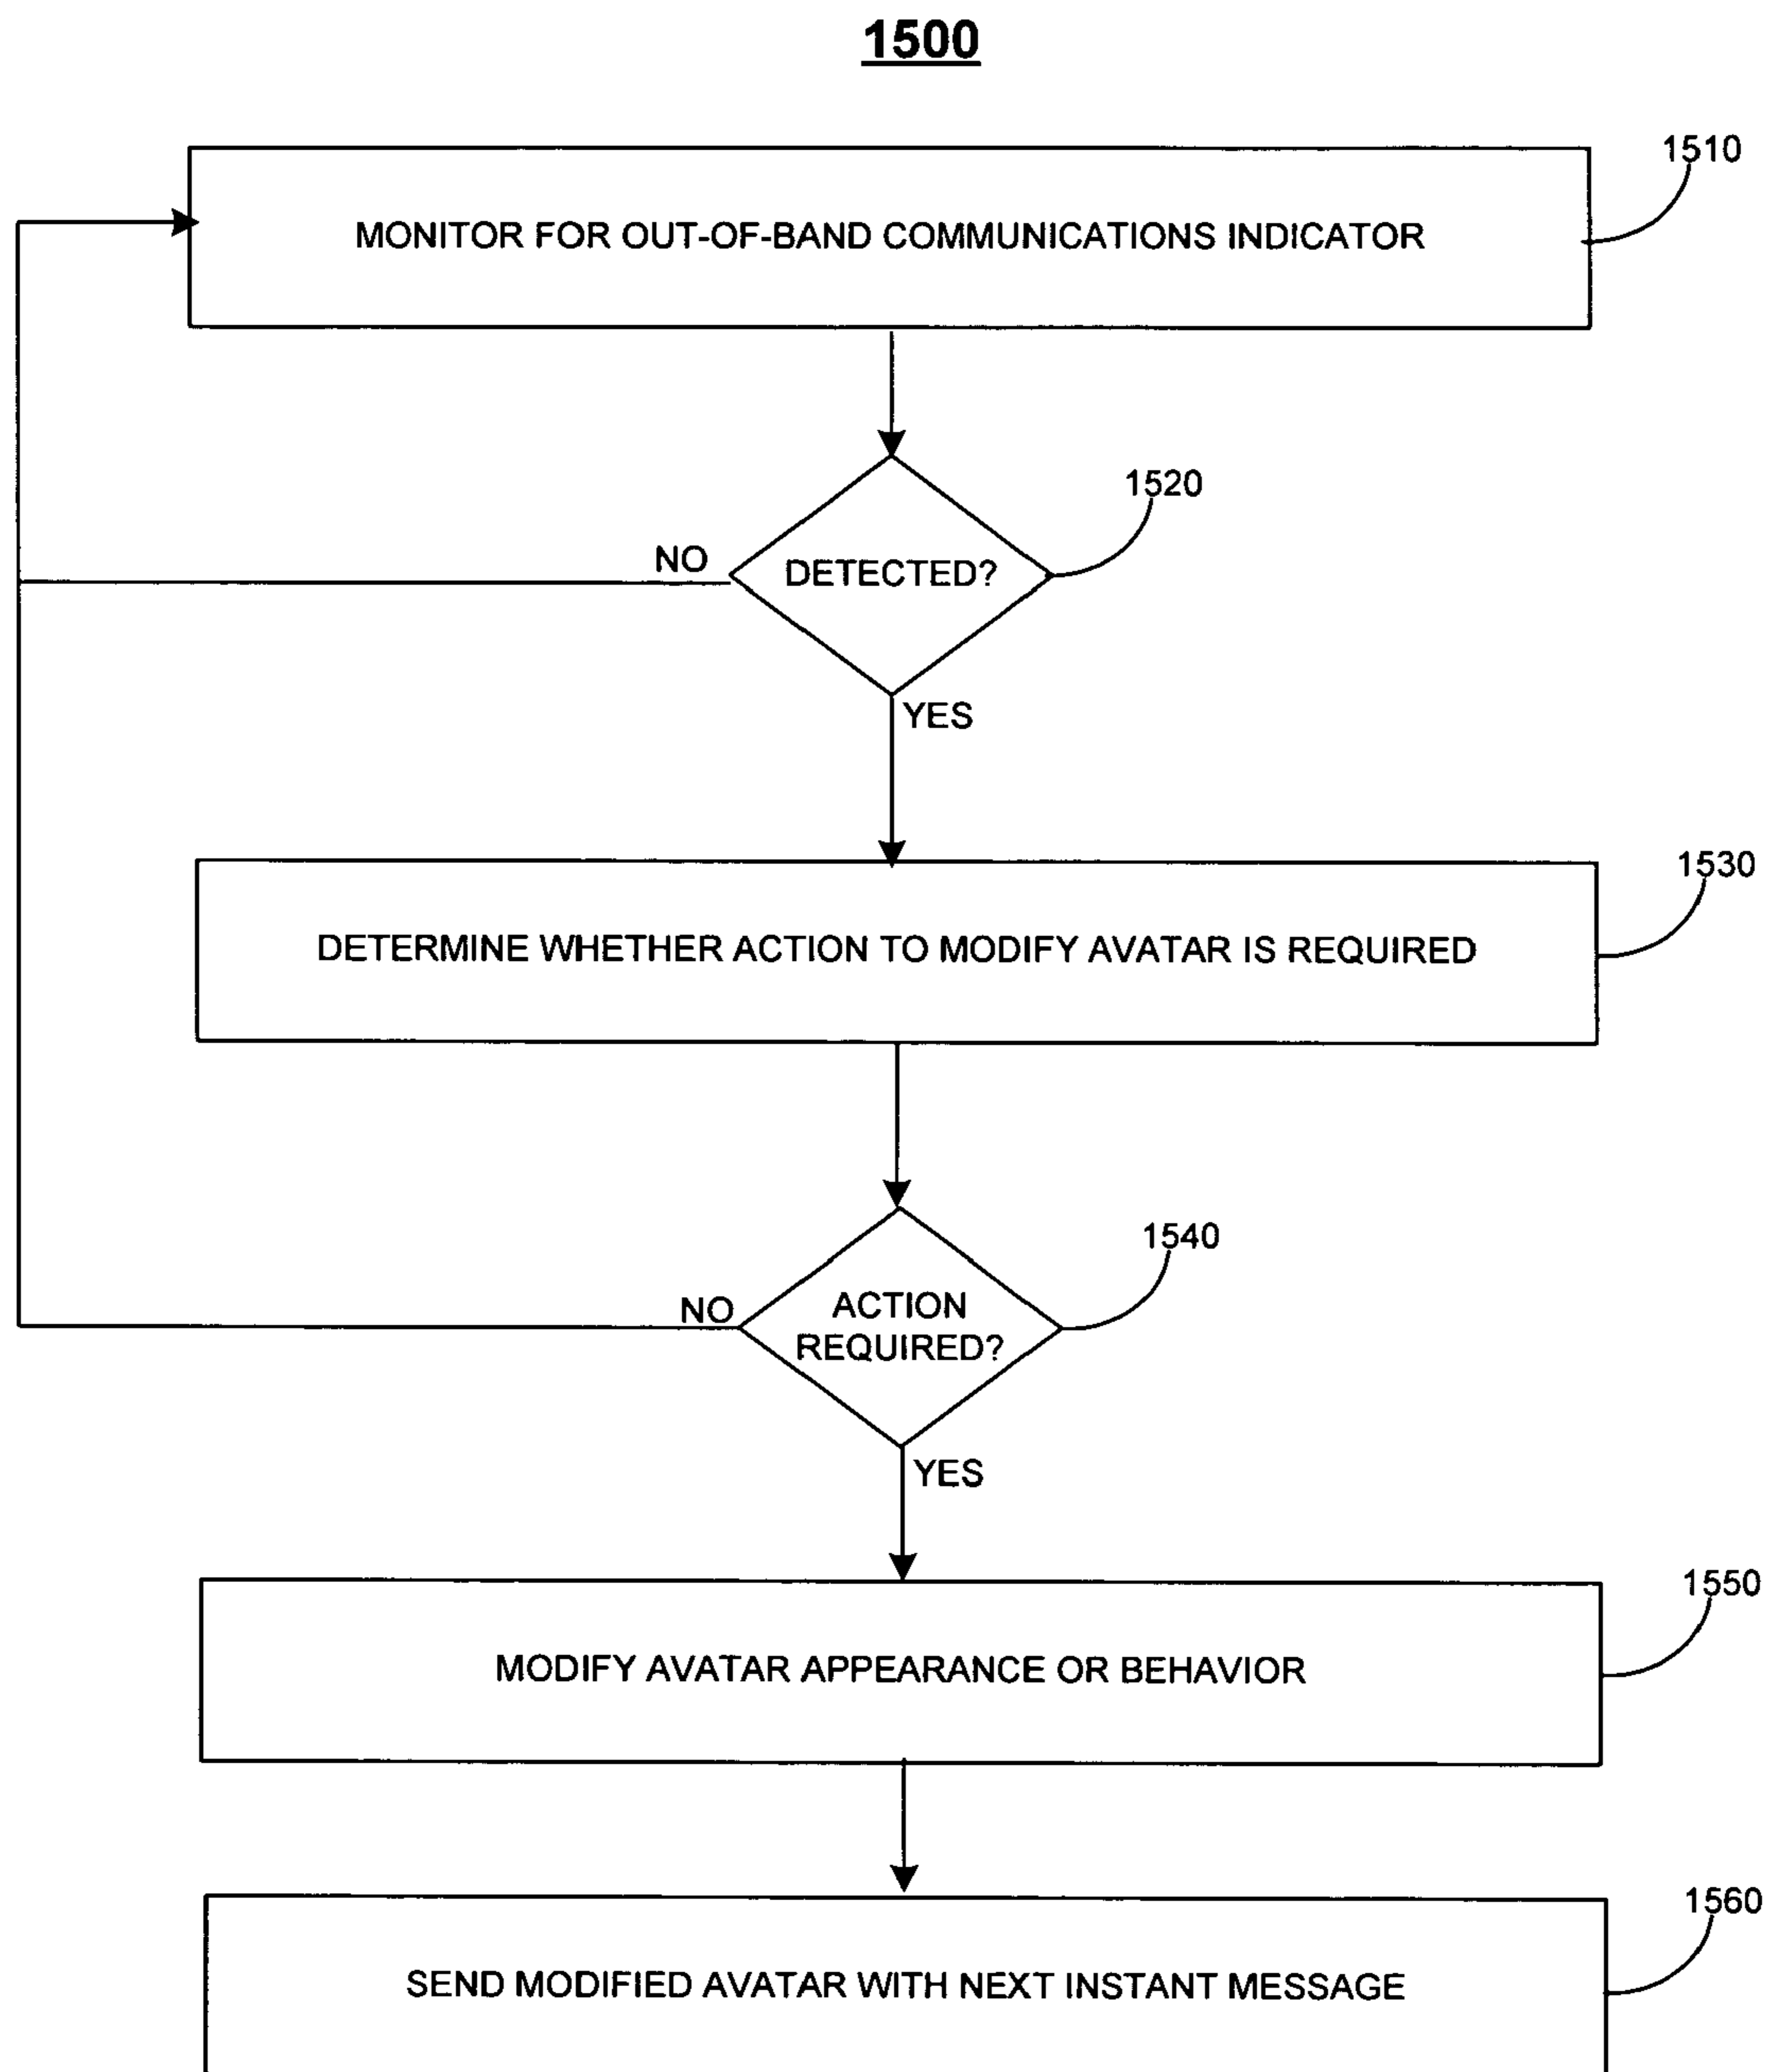 1500
1510
MONITOR FOR OUT-OF-BAND COMMUNICATIONS INDICATOR
1520
NO
DETECTED?
YES
1530
DETERMINE WHETHER ACTION TO MODIFY AVATAR IS REQUIRED
1540
NO
ACTION
REQUIRED?
YES
1550
MODIFY AVATAR APPEARANCE OR BEHAVIOR
1560
SEND MODIFIED AVATAR WITH NEXT INSTANT MESSAGE